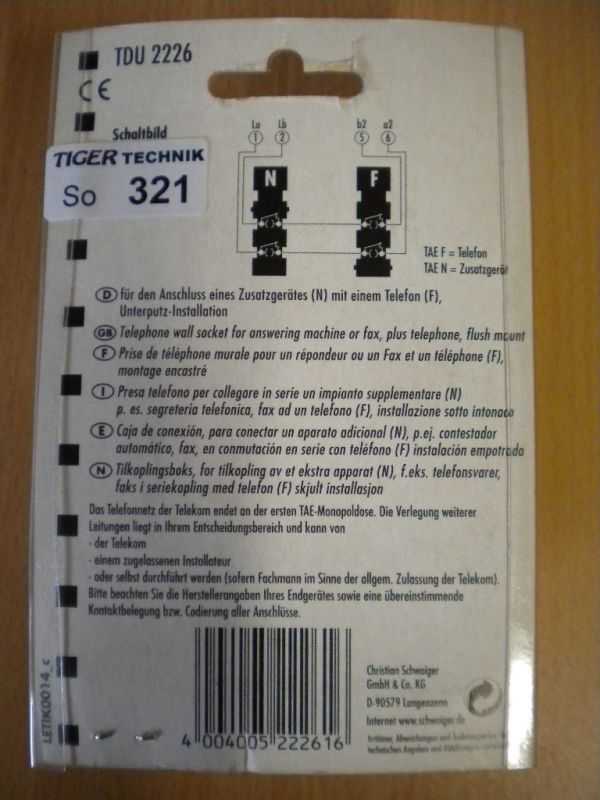 TDU 2226
CE
Schaltbild
TIGER TECHNIK
So 321
La Lb b2 a2
1 2 5 6
N F
TAE F = Telefon
TAE N = Zusatzgerät
D für den Anschluss eines Zusatzgerätes (N) mit einem Telefon (F),
Unterputz-Installation
GB Telephone wall socket for answering machine or fax, plus telephone, flush mount
F Prise de téléphone murale pour un répondeur ou un Fax et un téléphone (F),
montage encastré
I Presa telefono per collegare in serie un impianto supplementare (N)
p. es. segreteria telefonica, fax ad un telefono (F), installazione sotto intonaco
E Caja de conexión, para conectar un aparato adicional (N), p.ej. contestador
automático, fax, en conmutación en serie con teléfono (F) instalación empotrada
N Tilkoplingsboks, for tilkopling av et ekstra apparat (N), f.eks. telefonsvarer,
faks i seriekopling med telefon (F) skjult installasjon
Das Telefonnetz der Telekom endet an der ersten TAE-Monopoldose. Die Verlegung weiterer
Leitungen liegt in Ihrem Entscheidungsbereich und kann von
- der Telekom
- einem zugelassenen Installateur
- oder selbst durchführt werden (sofern Fachmann im Sinne der allgem. Zulassung der Telekom).
Bitte beachten Sie die Herstellerangaben Ihres Endgerätes sowie eine übereinstimmende
Kontaktbelegung bzw. Codierung aller Anschlüsse.
Christian Schwaiger
GmbH & Co. KG
D-90579 Langenzenn
Internet www.schwaiger.de
Irrtümer, Abweichungen und Änderungen
technischen Angaben und Abbildungen
LETIK0014_c
4 004005 222616